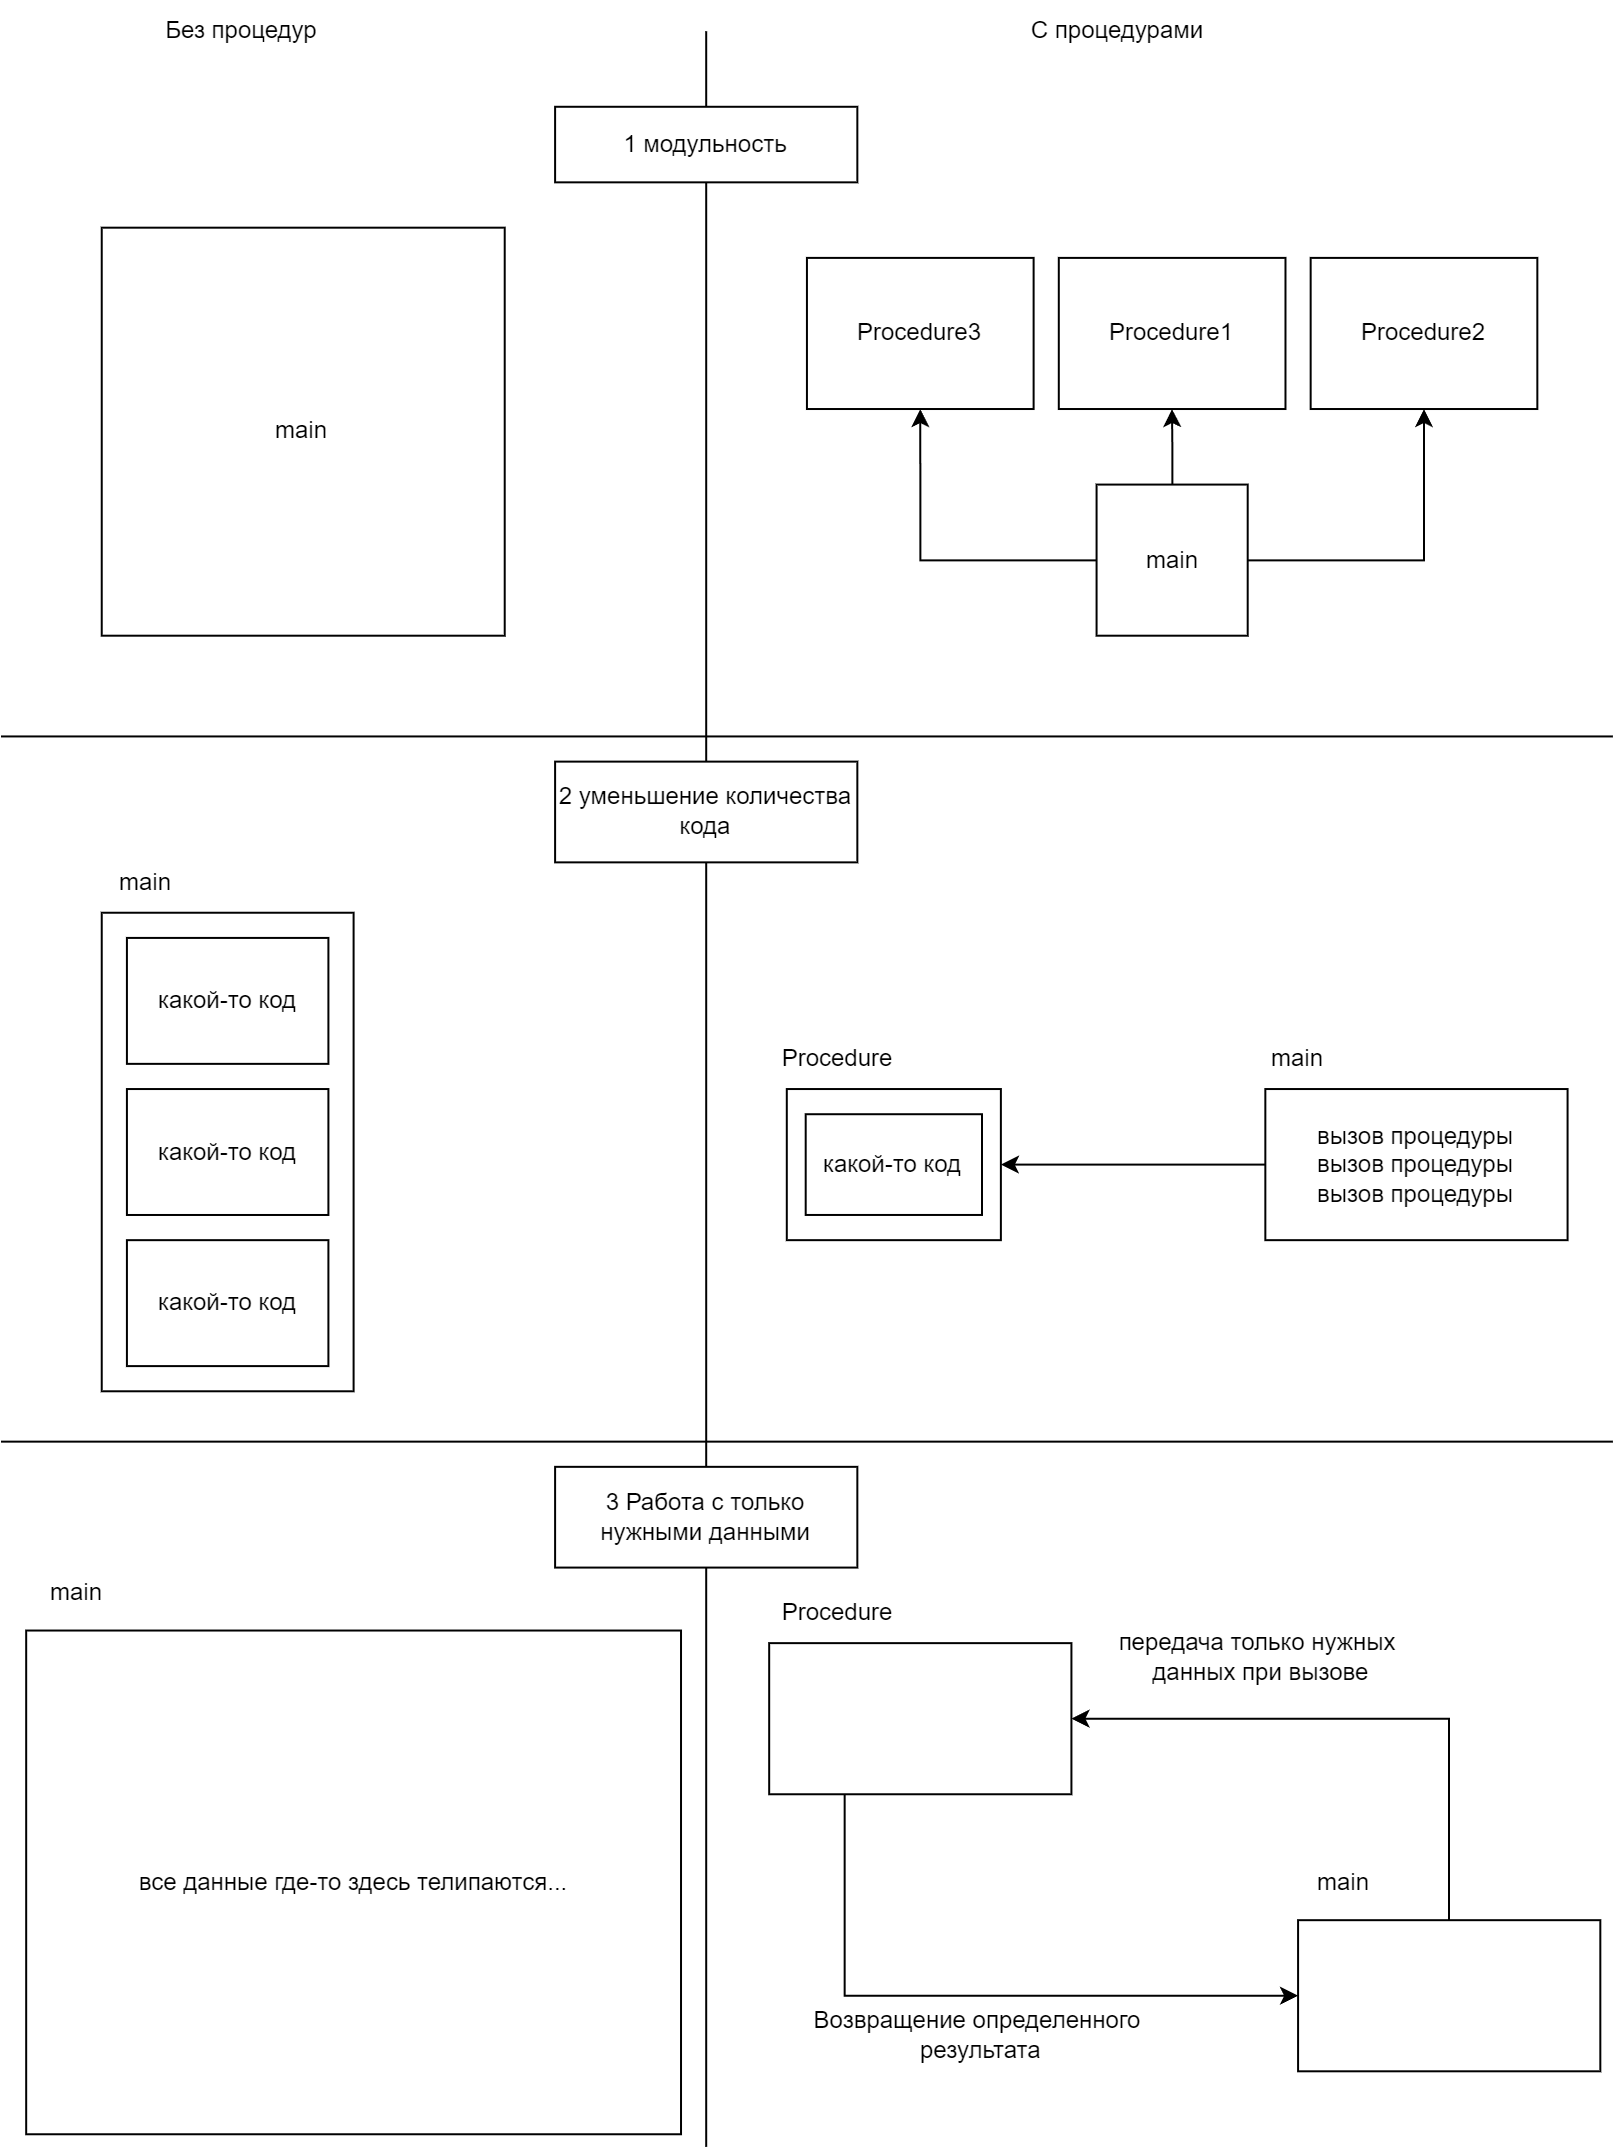 Без процедур
С процедурами
1 модульность
main
Procedure3
Procedure1
Procedure2
main
2 уменьшение количества
кода
main
какой-то код
какой-то код
какой-то код
Procedure
main
какой-то код
вызов процедуры
вызов процедуры
вызов процедуры
3 Работа с только
нужными данными
main
все данные где-то здесь телипаются...
Procedure
передача только нужных
данных при вызове
main
Возвращение определенного
результата